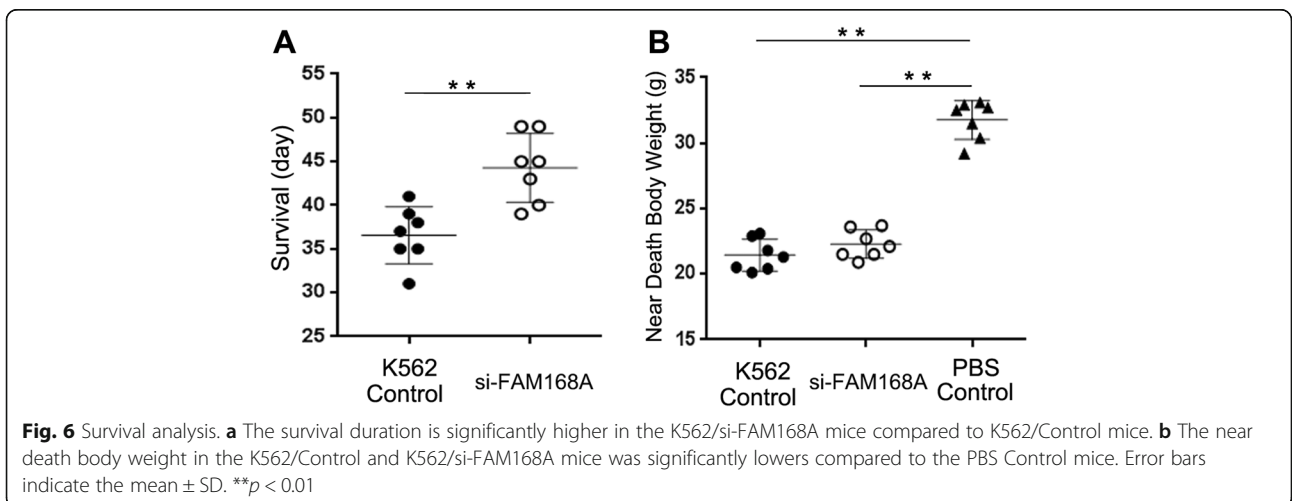 A
B
**
**
**
Survival (day)
55
50
45
40
35
30
25
K562
Control
si-FAM168A
Near Death Body Weight (g)
35
30
25
20
15
K562
Control
si-FAM168A
PBS
Control
Fig. 6 Survival analysis. a The survival duration is significantly higher in the K562/si-FAM168A mice compared to K562/Control mice. b The near
death body weight in the K562/Control and K562/si-FAM168A mice was significantly lowers compared to the PBS Control mice. Error bars
indicate the mean ± SD. **p < 0.01